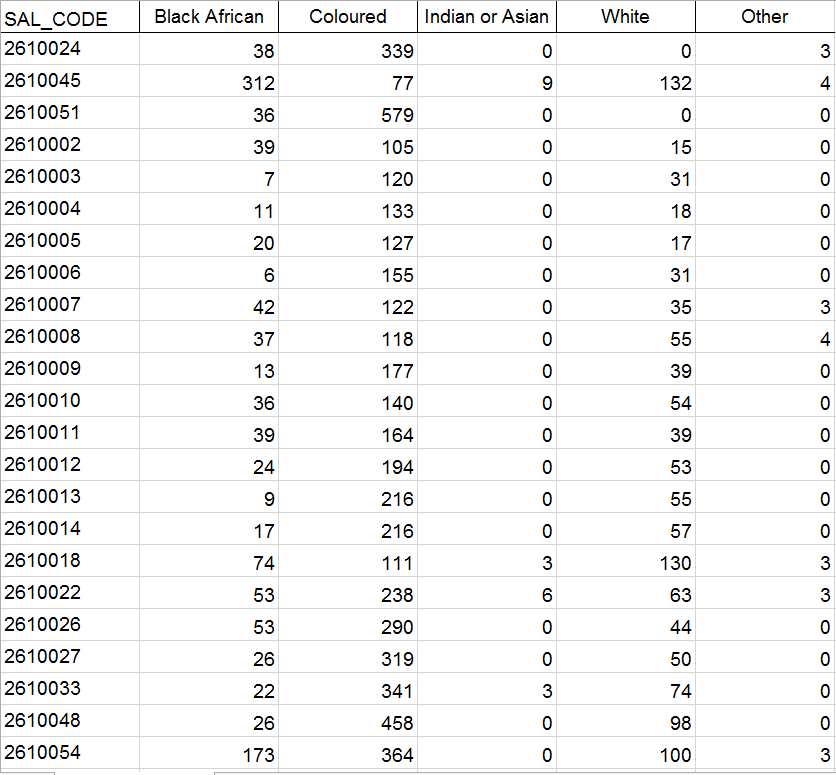 SAL_CODE Black African Coloured Indian or Asian White Other
2610024 38 339 0 0 3
2610045 312 77 9 132 4
2610051 36 579 0 0 0
2610002 39 105 0 15 0
2610003 7 120 0 31 0
2610004 11 133 0 18 0
2610005 20 127 0 17 0
2610006 6 155 0 31 0
2610007 42 122 0 35 3
2610008 37 118 0 55 4
2610009 13 177 0 39 0
2610010 36 140 0 54 0
2610011 39 164 0 39 0
2610012 24 194 0 53 0
2610013 9 216 0 55 0
2610014 17 216 0 57 0
2610018 74 111 3 130 3
2610022 53 238 6 63 3
2610026 53 290 0 44 0
2610027 26 319 0 50 0
2610033 22 341 3 74 0
2610048 26 458 0 98 0
2610054 173 364 0 100 3